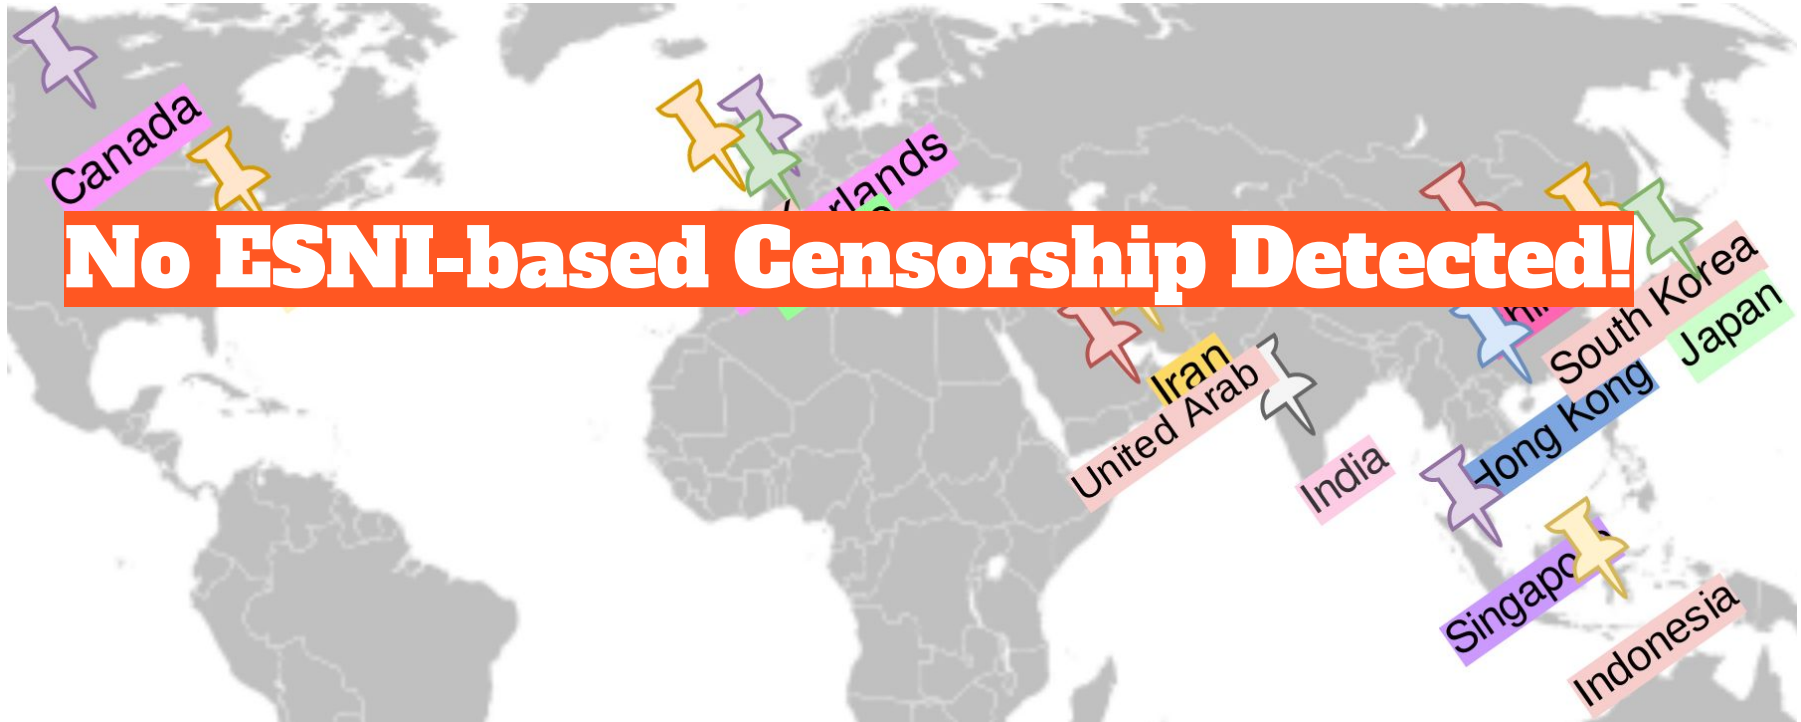 Canada
No ESNI-based Censorship Detected!
South Korea
Japan
Iran
United Arab
Hong Kong
India
Indonesia